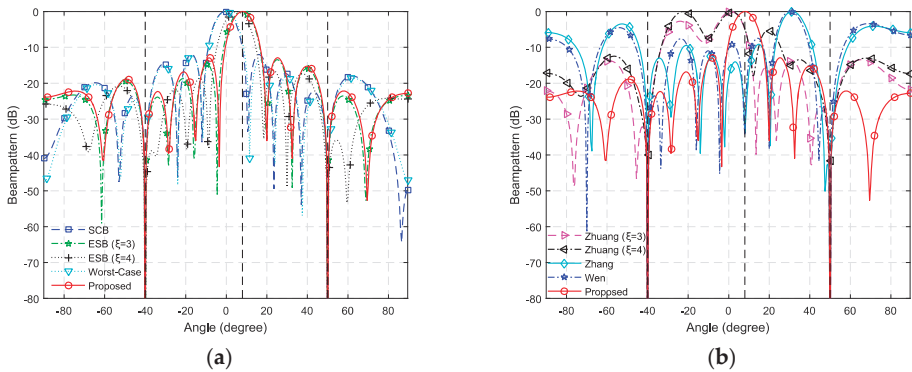 0
-10
-20
-30
-40
-50
-60
-70
-80
Beampattern (dB)
SCB
ESB (ξ=3)
ESB (ξ=4)
Worst-Case
Proposed
-80 -60 -40 -20 0 20 40 60 80
Angle (degree)
(a)
0
-10
-20
-30
-40
-50
-60
-70
-80
Beampattern (dB)
Zhuang (ξ=3)
Zhuang (ξ=4)
Zhang
Wen
Propposed
-80 -60 -40 -20 0 20 40 60 80
Angle (degree)
(b)